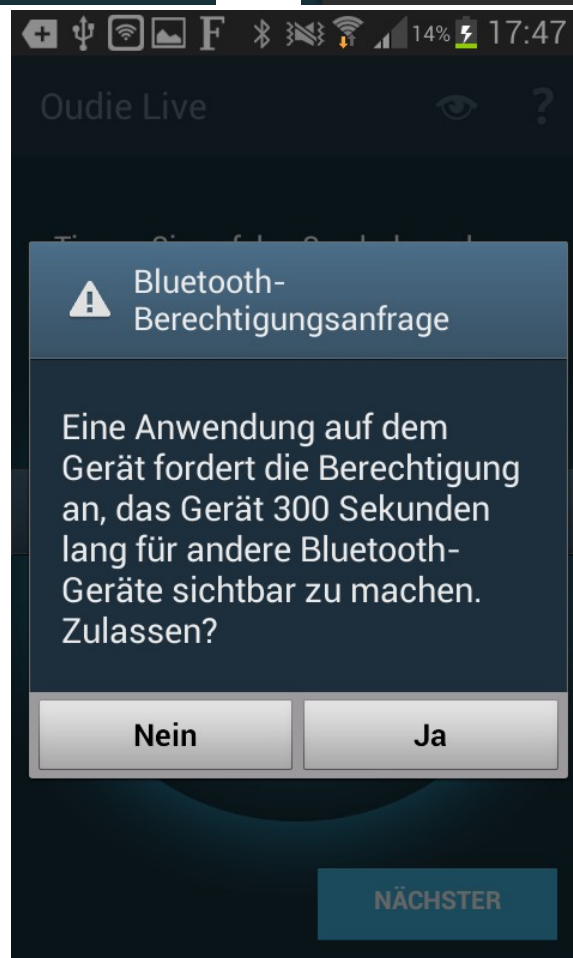 F 14% 17:47
Oudie Live ?
Bluetooth-
Berechtigungsanfrage
Eine Anwendung auf dem
Gerät fordert die Berechtigung
an, das Gerät 300 Sekunden
lang für andere Bluetooth-
Geräte sichtbar zu machen.
Zulassen?
Nein Ja
NÄCHSTER